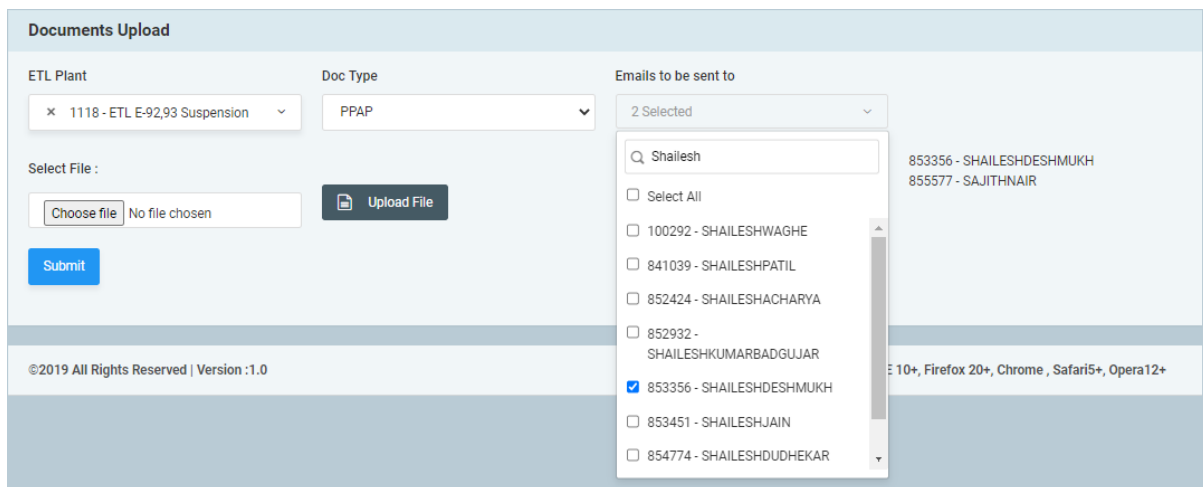 Documents Upload
ETL Plant
Doc Type
Emails to be sent to
× 1118 - ETL E-92,93 Suspension
PPAP
2 Selected
Shailesh
Select All
100292 - SHAILESHWAGHE
841039 - SHAILESHPATIL
852424 - SHAILESHACHARYA
852932 -
SHAILESHKUMARBADGUJAR
853356 - SHAILESHDESHMUKH
853451 - SHAILESHJAIN
854774 - SHAILESHDUDHEKAR
853356 - SHAILESHDESHMUKH
855577 - SAJITHNAIR
Select File :
Choose file No file chosen
Upload File
Submit
©2019 All Rights Reserved | Version :1.0
10+, Firefox 20+, Chrome , Safari5+, Opera12+